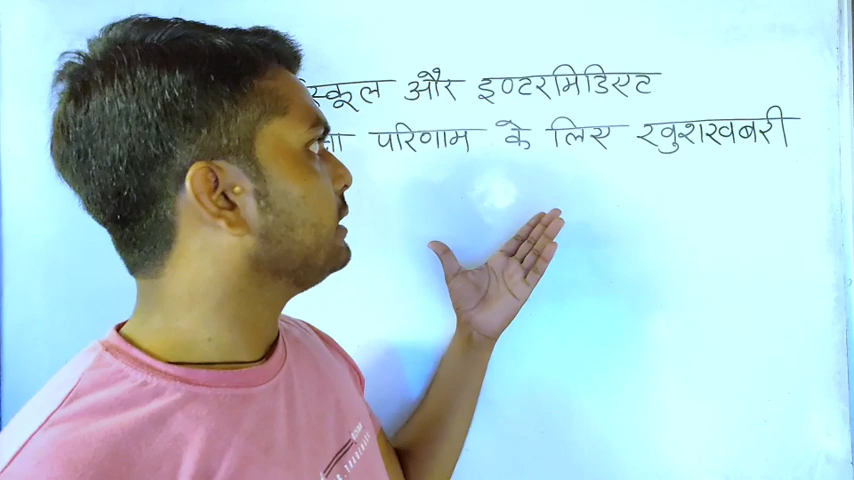 स्कूल और इण्टरमिडिएट
परिणाम के लिए खुशखबरी